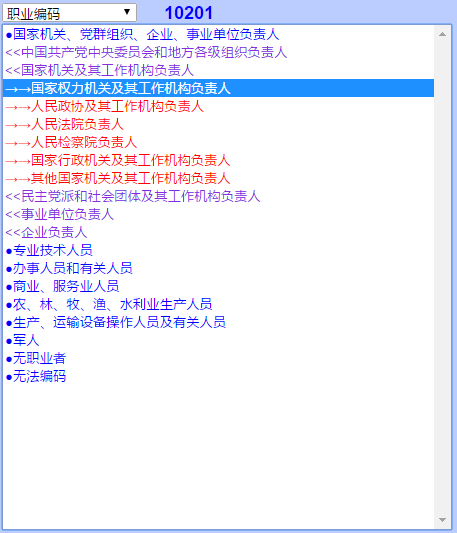 职业编码 ▼ 10201
●国家机关、党群组织、企业、事业单位负责人
<<中国共产党中央委员会和地方各级组织负责人
<<国家机关及其工作机构负责人
→→国家权力机关及其工作机构负责人
→→人民政协及其工作机构负责人
→→人民法院负责人
→→人民检察院负责人
→→国家行政机关及其工作机构负责人
→→其他国家机关及其工作机构负责人
<<民主党派和社会团体及其工作机构负责人
<<事业单位负责人
<<企业负责人
●专业技术人员
●办事人员和有关人员
●商业、服务业人员
●农、林、牧、渔、水利业生产人员
●生产、运输设备操作人员及有关人员
●军人
●无职业者
●无法编码